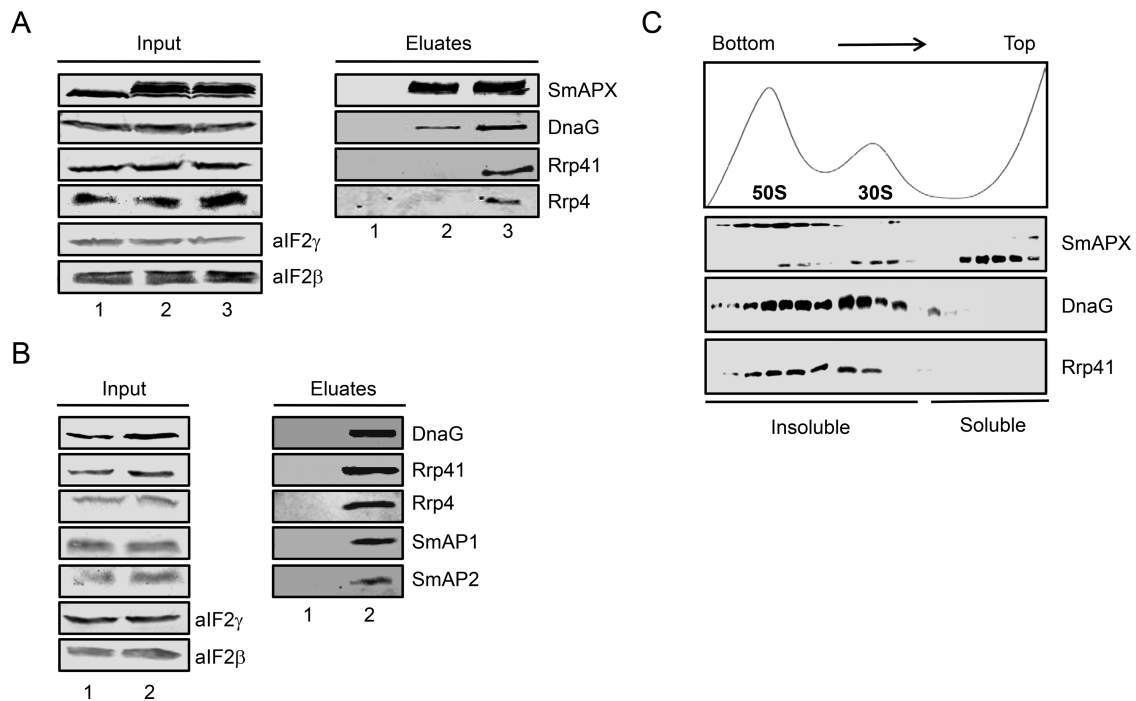 A
Input
Eluates
SmAPX
DnaG
Rrp41
Rrp4
aIF2γ
aIF2β
1 2 3
1 2 3
B
Input
Eluates
DnaG
Rrp41
Rrp4
SmAP1
SmAP2
aIF2γ
aIF2β
1 2
1 2
C
Bottom
Top
50S
30S
SmAPX
DnaG
Rrp41
Insoluble
Soluble